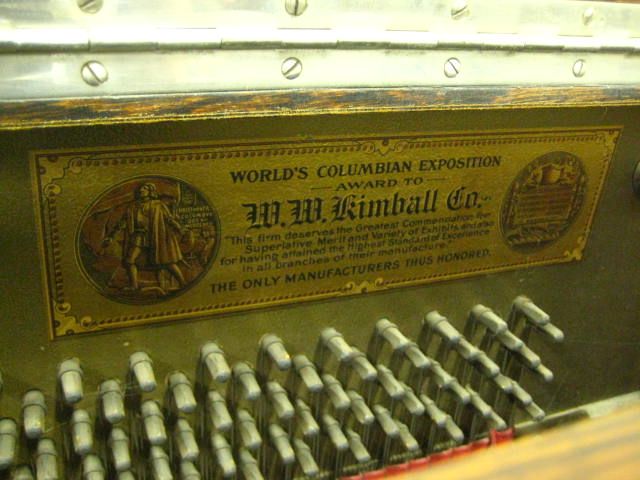 WORLD'S COLUMBIAN EXPOSITION
AWARD TO
W.W. Kimball Co.,
"This firm deserves the Greatest Commendation for
Superlative Merit and Variety of Exhibits, and also
for having attained the Highest Standard of Excellence
in all branches of their manufacture."
THE ONLY MANUFACTURERS THUS HONORED.